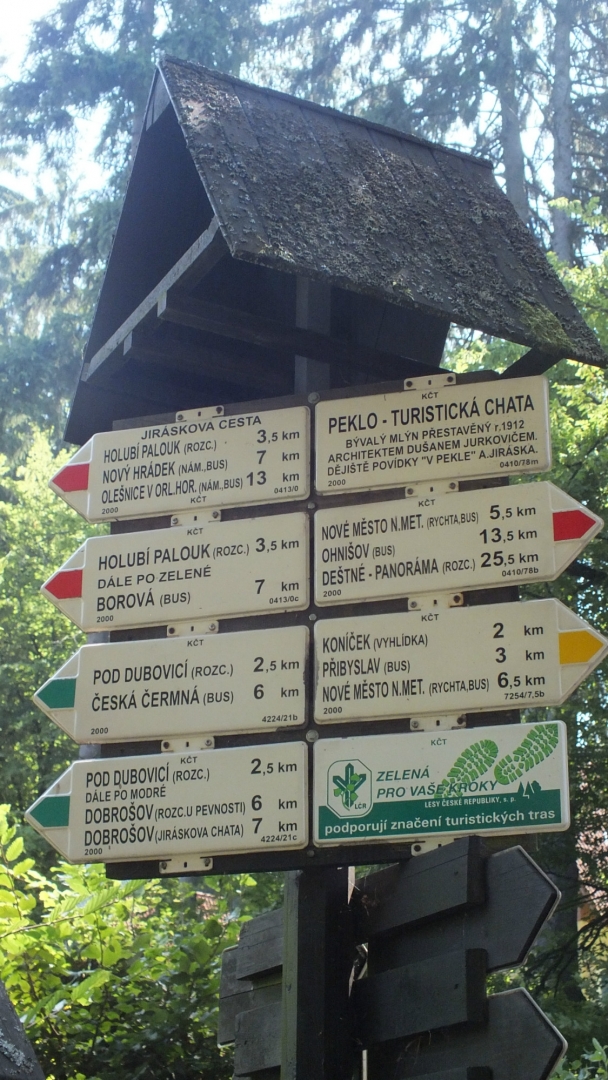 JIRÁSKOVA CESTA
HOLUBÍ PALOUK (ROZC.) 3,5 km
NOVÝ HRÁDEK (NÁM.,BUS) 7 km
OLEŠNICE V ORL.HOR. (NÁM.,BUS) 13 km
KČT
2000 0413/0
KČT
HOLUBÍ PALOUK (ROZC.) 3,5 km
DÁLE PO ZELENÉ
BOROVÁ (BUS) 7 km
2000 0413/0c
KČT
POD DUBOVICÍ (ROZC.) 2,5 km
ČESKÁ ČERMNÁ (BUS) 6 km
2000 4224/21b
KČT
POD DUBOVICÍ (ROZC.) 2,5 km
DÁLE PO MODRÉ
DOBROŠOV (ROZC.U PEVNOSTI) 6 km
DOBROŠOV (JIRÁSKOVA CHATA) 7 km
2000 4224/21c
KČT
PEKLO - TURISTICKÁ CHATA
BÝVALÝ MLÝN PŘESTAVĚNÝ r.1912
ARCHITEKTEM DUŠANEM JURKOVIČEM.
DĚJIŠTĚ POVÍDKY "V PEKLE" A.JIRÁSKA.
2000 0410/78m
KČT
NOVÉ MĚSTO N.MET. (RYCHTA,BUS) 5,5 km
OHNIŠOV (BUS) 13,5 km
DEŠTNÉ - PANORÁMA (ROZC.) 25,5 km
2000 0410/78b
KČT
KONÍČEK (VYHLÍDKA) 2 km
PŘIBYSLAV (BUS) 3 km
NOVÉ MĚSTO N.MET. (RYCHTA,BUS) 6,5 km
2000 7254/7,5b
KČT
ZELENÁ
PRO VAŠE KROKY
LČR
LESY ČESKÉ REPUBLIKY, s. p.
podporují značení turistických tras